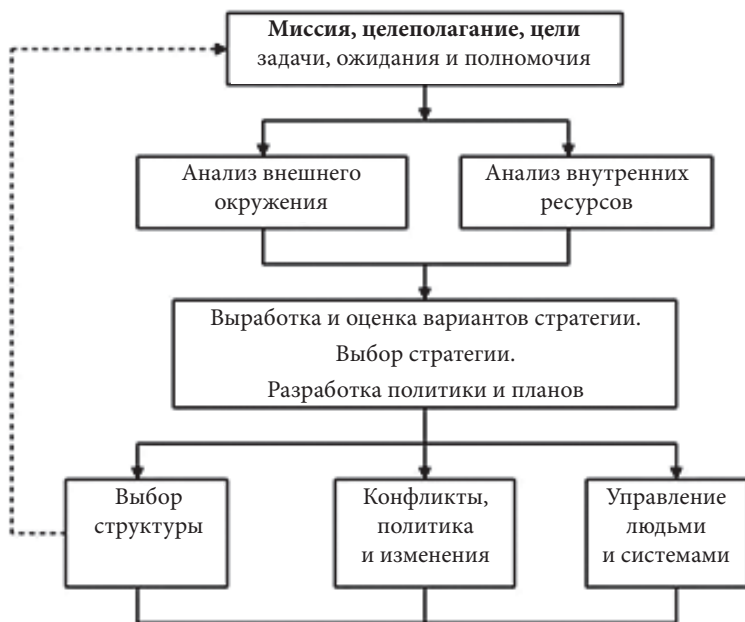 Миссия, целеполагание, цели
задачи, ожидания и полномочия
Анализ внешнего
окружения
Анализ внутренних
ресурсов
Выработка и оценка вариантов стратегии.
Выбор стратегии.
Разработка политики и планов
Выбор
структуры
Конфликты,
политика
и изменения
Управление
людьми
и системами